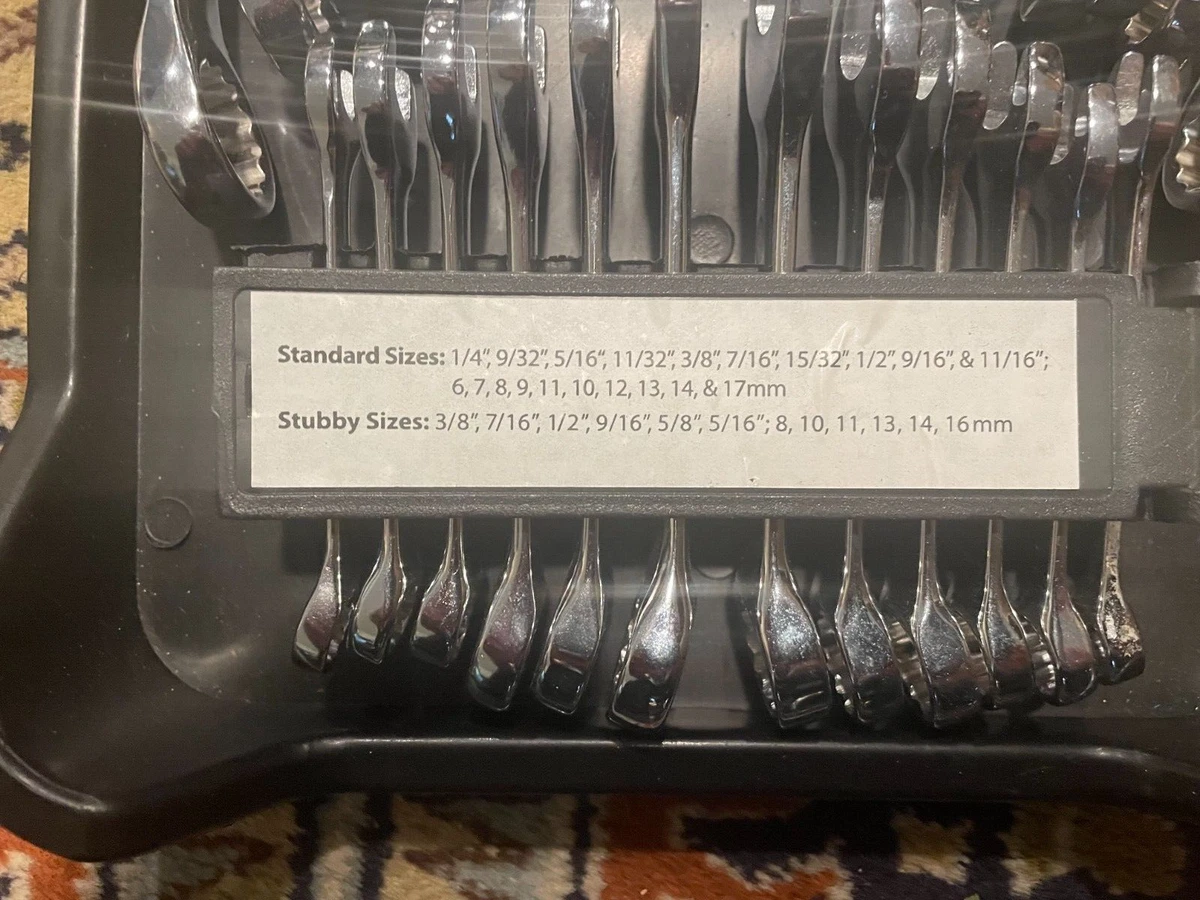 Standard Sizes: 1/4", 9/32", 5/16", 11/32", 3/8", 7/16", 15/32", 1/2", 9/16", & 11/16";
6, 7, 8, 9, 11, 10, 12, 13, 14, & 17mm
Stubby Sizes: 3/8", 7/16", 1/2", 9/16", 5/8", 5/16"; 8, 10, 11, 13, 14, 16mm